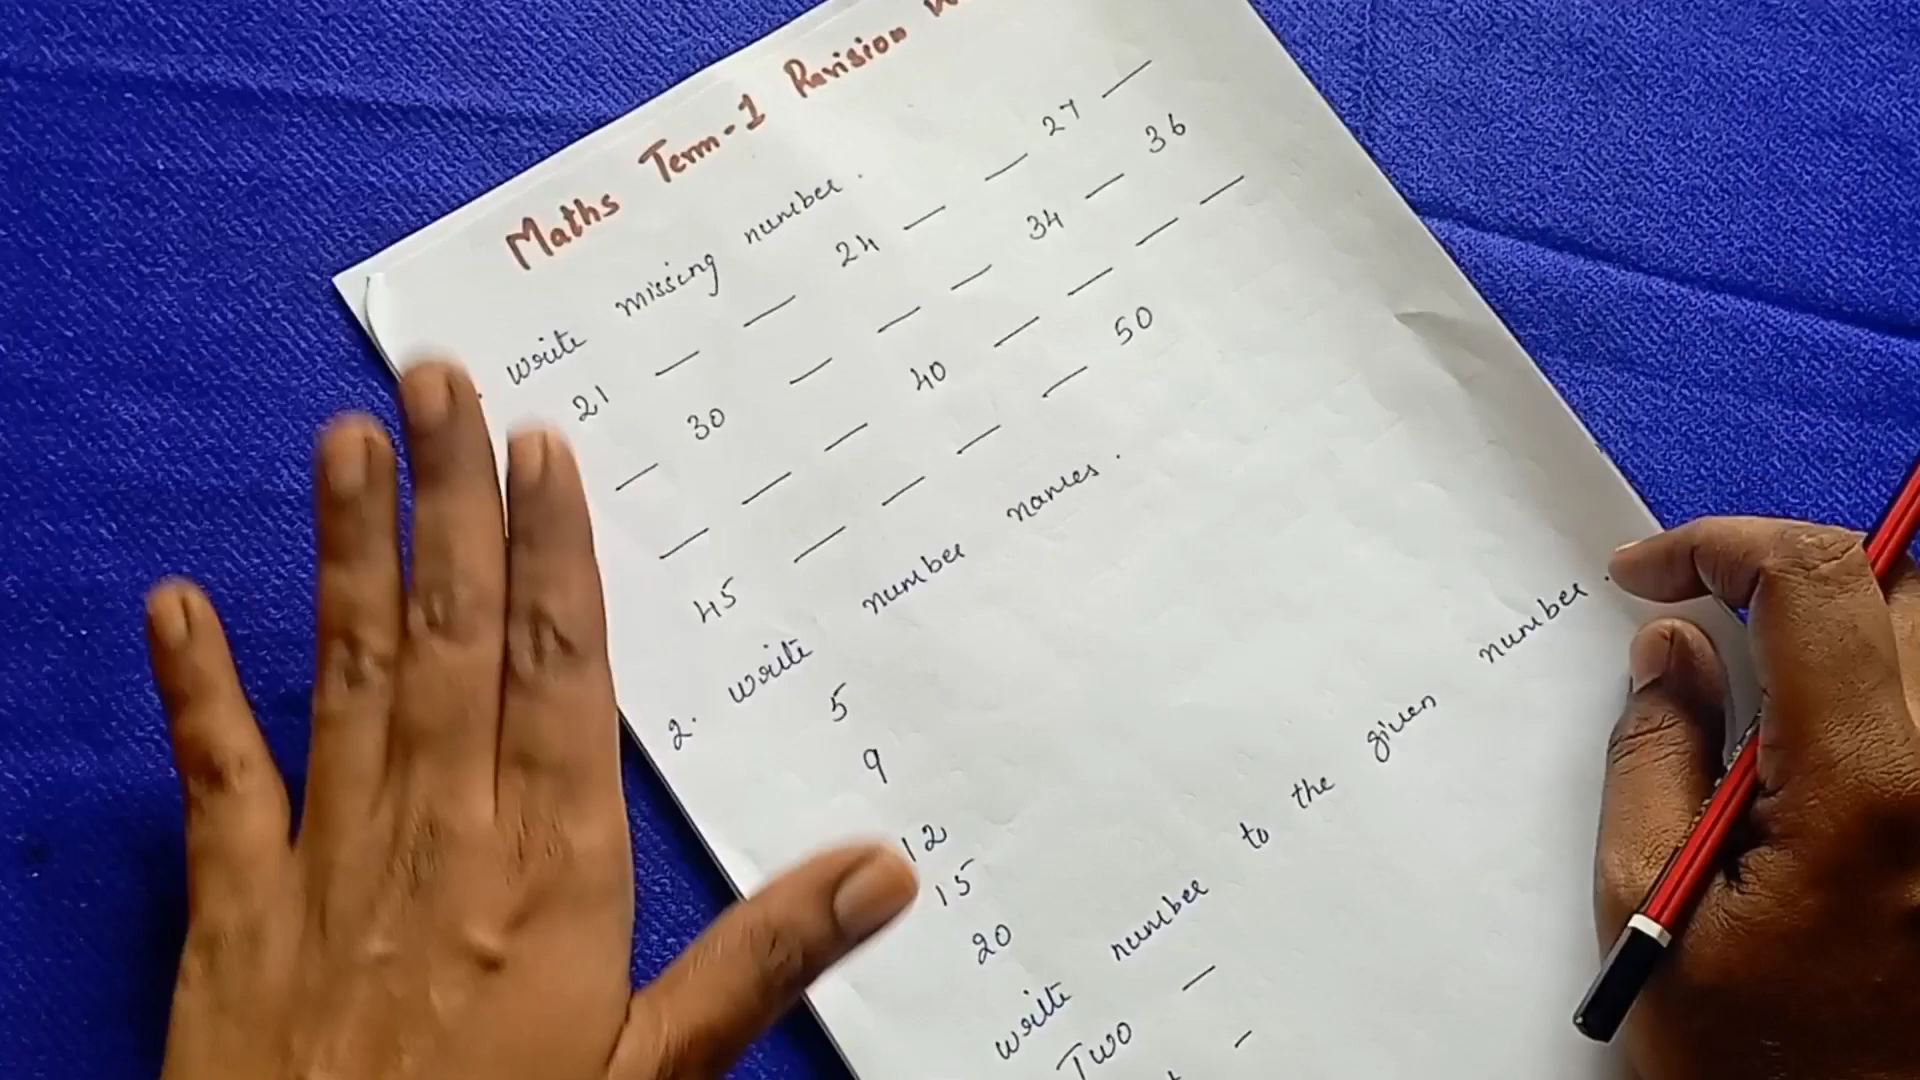 Maths Term-1 Revision
write missing number.
21 __ __ 24 __ __ 27 __
__ 30 __ __ __ 34 __ 36
__ __ __ 40 __ __ __ __
45 __ __ __ __ 50
2. write number names.
5
9
12
15
20
write number to the given number.
Two __